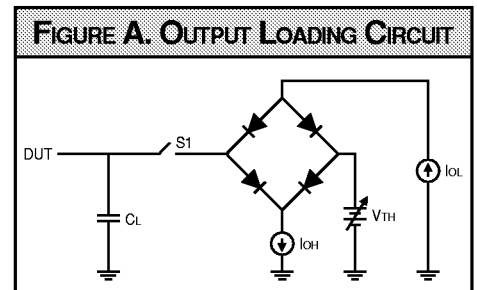 FIGURE A. OUTPUT LOADING CIRCUIT
DUT
S1
CL
IOH
VTH
IOL